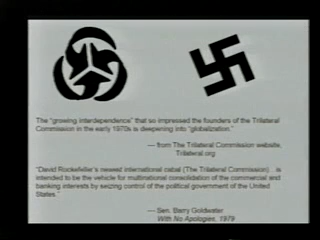 The "growing interdependence" that so impressed the founders of the Trilateral
Commission in the early 1970s is deepening into "globalization."
— from The Trilateral Commission website,
Trilateral.org
"David Rockefeller's newest international cabal (The Trilateral Commission) is
intended to be the vehicle for multinational consolidation of the commercial and
banking interests by seizing control of the political government of the United
States."
— Sen. Barry Goldwater
With No Apologies, 1979